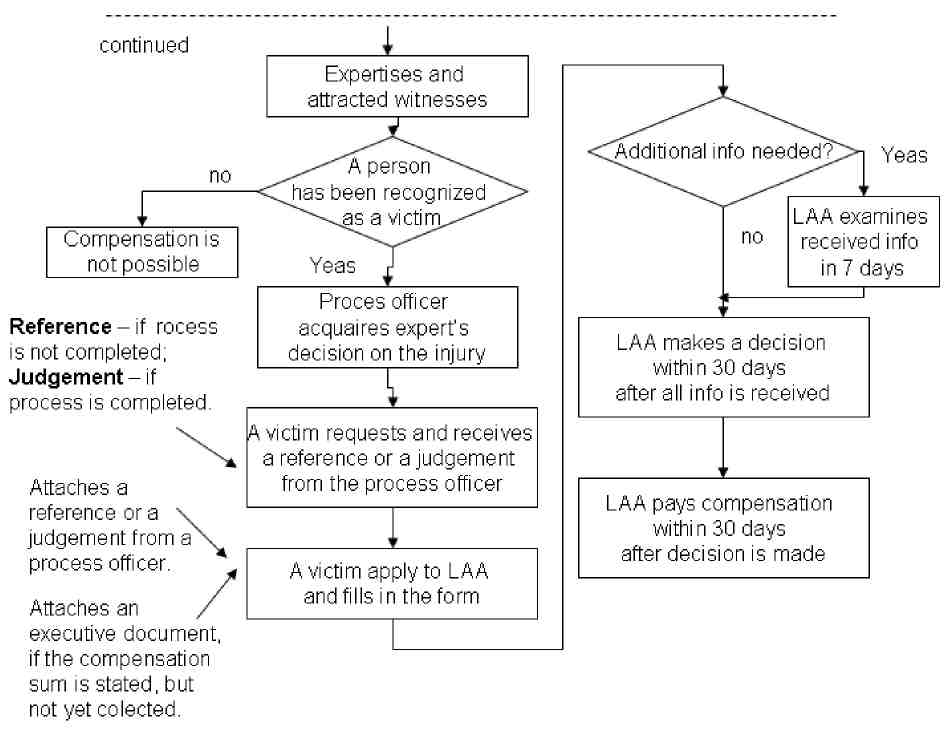 continued
Expertises and
attracted witnesses
A person
has been recognized
as a victim
no
Compensation is
not possible
Yeas
Proces officer
acquaires expert's
decision on the injury
Reference – if rocess
is not completed;
Judgement – if
process is completed.
A victim requests and receives
a reference or a judgement
from the process officer
Attaches a
reference or a
judgement from a
process officer.
A victim apply to LAA
and fills in the form
Attaches an
executive document,
if the compensation
sum is stated, but
not yet colected.
Additional info needed?
Yeas
LAA examines
received info
in 7 days
no
LAA makes a decision
within 30 days
after all info is received
LAA pays compensation
within 30 days
after decision is made